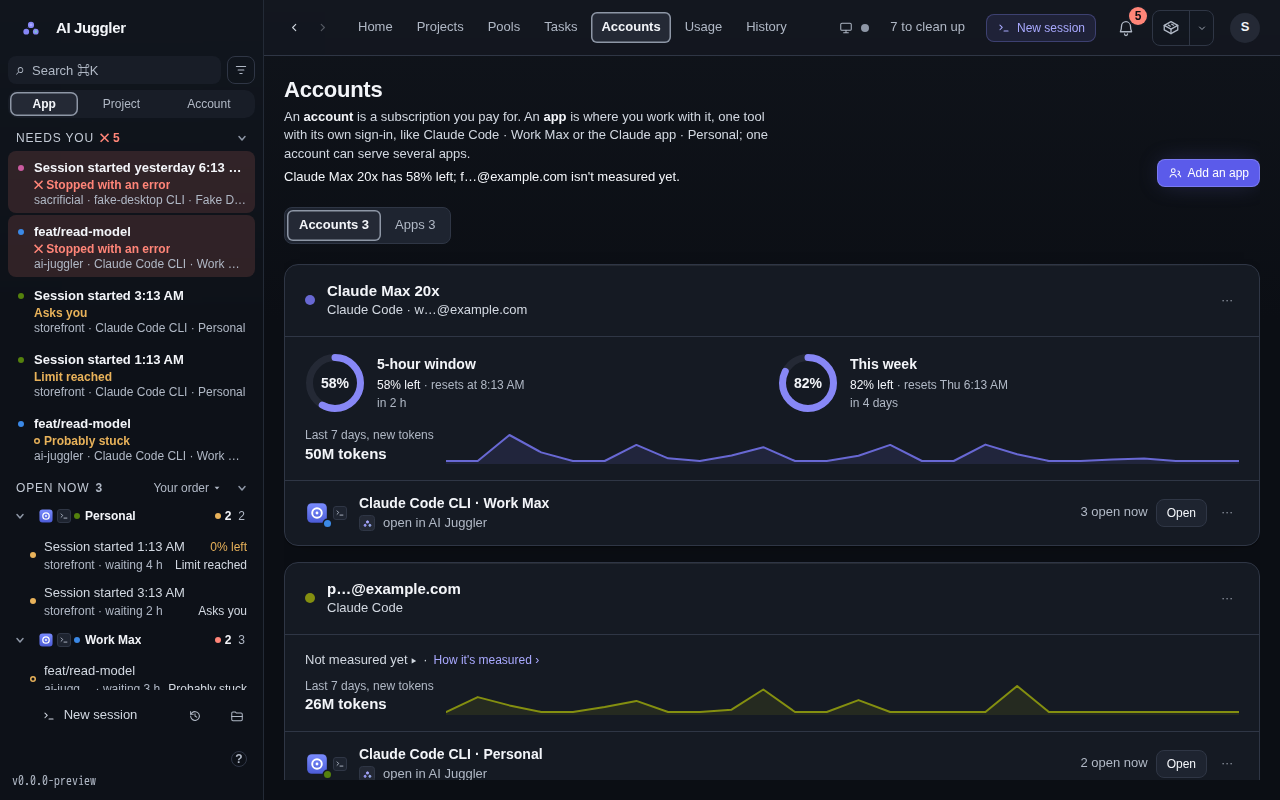 AI Juggler
Search ⌘K
App Project Account
NEEDS YOU 5
Session started yesterday 6:13 …
Stopped with an error
sacrificial · fake-desktop CLI · Fake D…
feat/read-model
Stopped with an error
ai-juggler · Claude Code CLI · Work …
Session started 3:13 AM
Asks you
storefront · Claude Code CLI · Personal
Session started 1:13 AM
Limit reached
storefront · Claude Code CLI · Personal
feat/read-model
Probably stuck
ai-juggler · Claude Code CLI · Work …
OPEN NOW 3 Your order
Personal 2 2
Session started 1:13 AM 0% left
storefront · waiting 4 h Limit reached
Session started 3:13 AM
storefront · waiting 2 h Asks you
Work Max 2 3
feat/read-model
ai-jugg… · waiting 3 h Probably stuck
New session
?
v0.0.0-preview
Home Projects Pools Tasks Accounts Usage History 7 to clean up New session 5 S
Accounts
An account is a subscription you pay for. An app is where you work with it, one tool
with its own sign-in, like Claude Code · Work Max or the Claude app · Personal; one
account can serve several apps.
Claude Max 20x has 58% left; f…@example.com isn't measured yet.
Add an app
Accounts 3 Apps 3
Claude Max 20x
Claude Code · w…@example.com
58%
5-hour window
58% left · resets at 8:13 AM
in 2 h
82%
This week
82% left · resets Thu 6:13 AM
in 4 days
Last 7 days, new tokens
50M tokens
Claude Code CLI · Work Max
open in AI Juggler
3 open now Open
p…@example.com
Claude Code
Not measured yet ▸ · How it's measured ›
Last 7 days, new tokens
26M tokens
Claude Code CLI · Personal
open in AI Juggler
2 open now Open